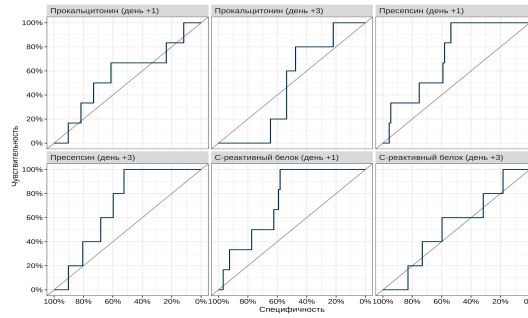 Прокальцитонин (день +1)
Прокальцитонин (день +3)
Пресепсин (день +1)
100%
80%
60%
40%
20%
0%
Чувствительность
Пресепсин (день +3)
С-реактивный белок (день +1)
С-реактивный белок (день +3)
100%
80%
60%
40%
20%
0%
100% 80% 60% 40% 20% 0% 100% 80% 60% 40% 20% 0% 100% 80% 60% 40% 20% 0
Специфичность